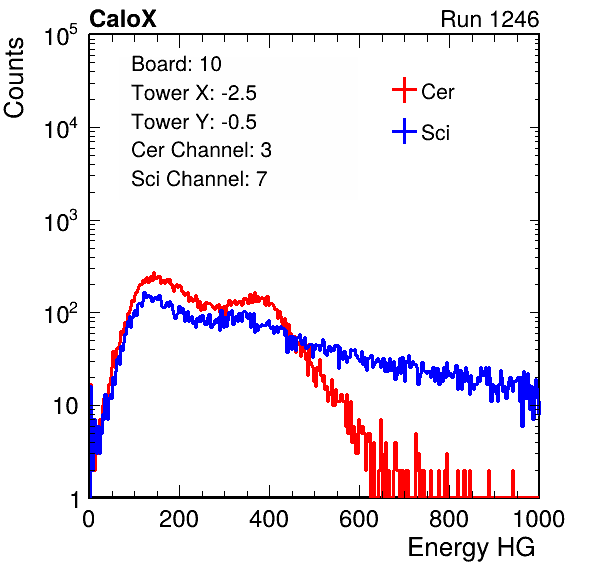 CaloX Run 1246
Counts
Board: 10
Tower X: -2.5
Tower Y: -0.5
Cer Channel: 3
Sci Channel: 7
Cer
Sci
10^5
10^4
10^3
10^2
10
1
0 200 400 600 800 1000
Energy HG